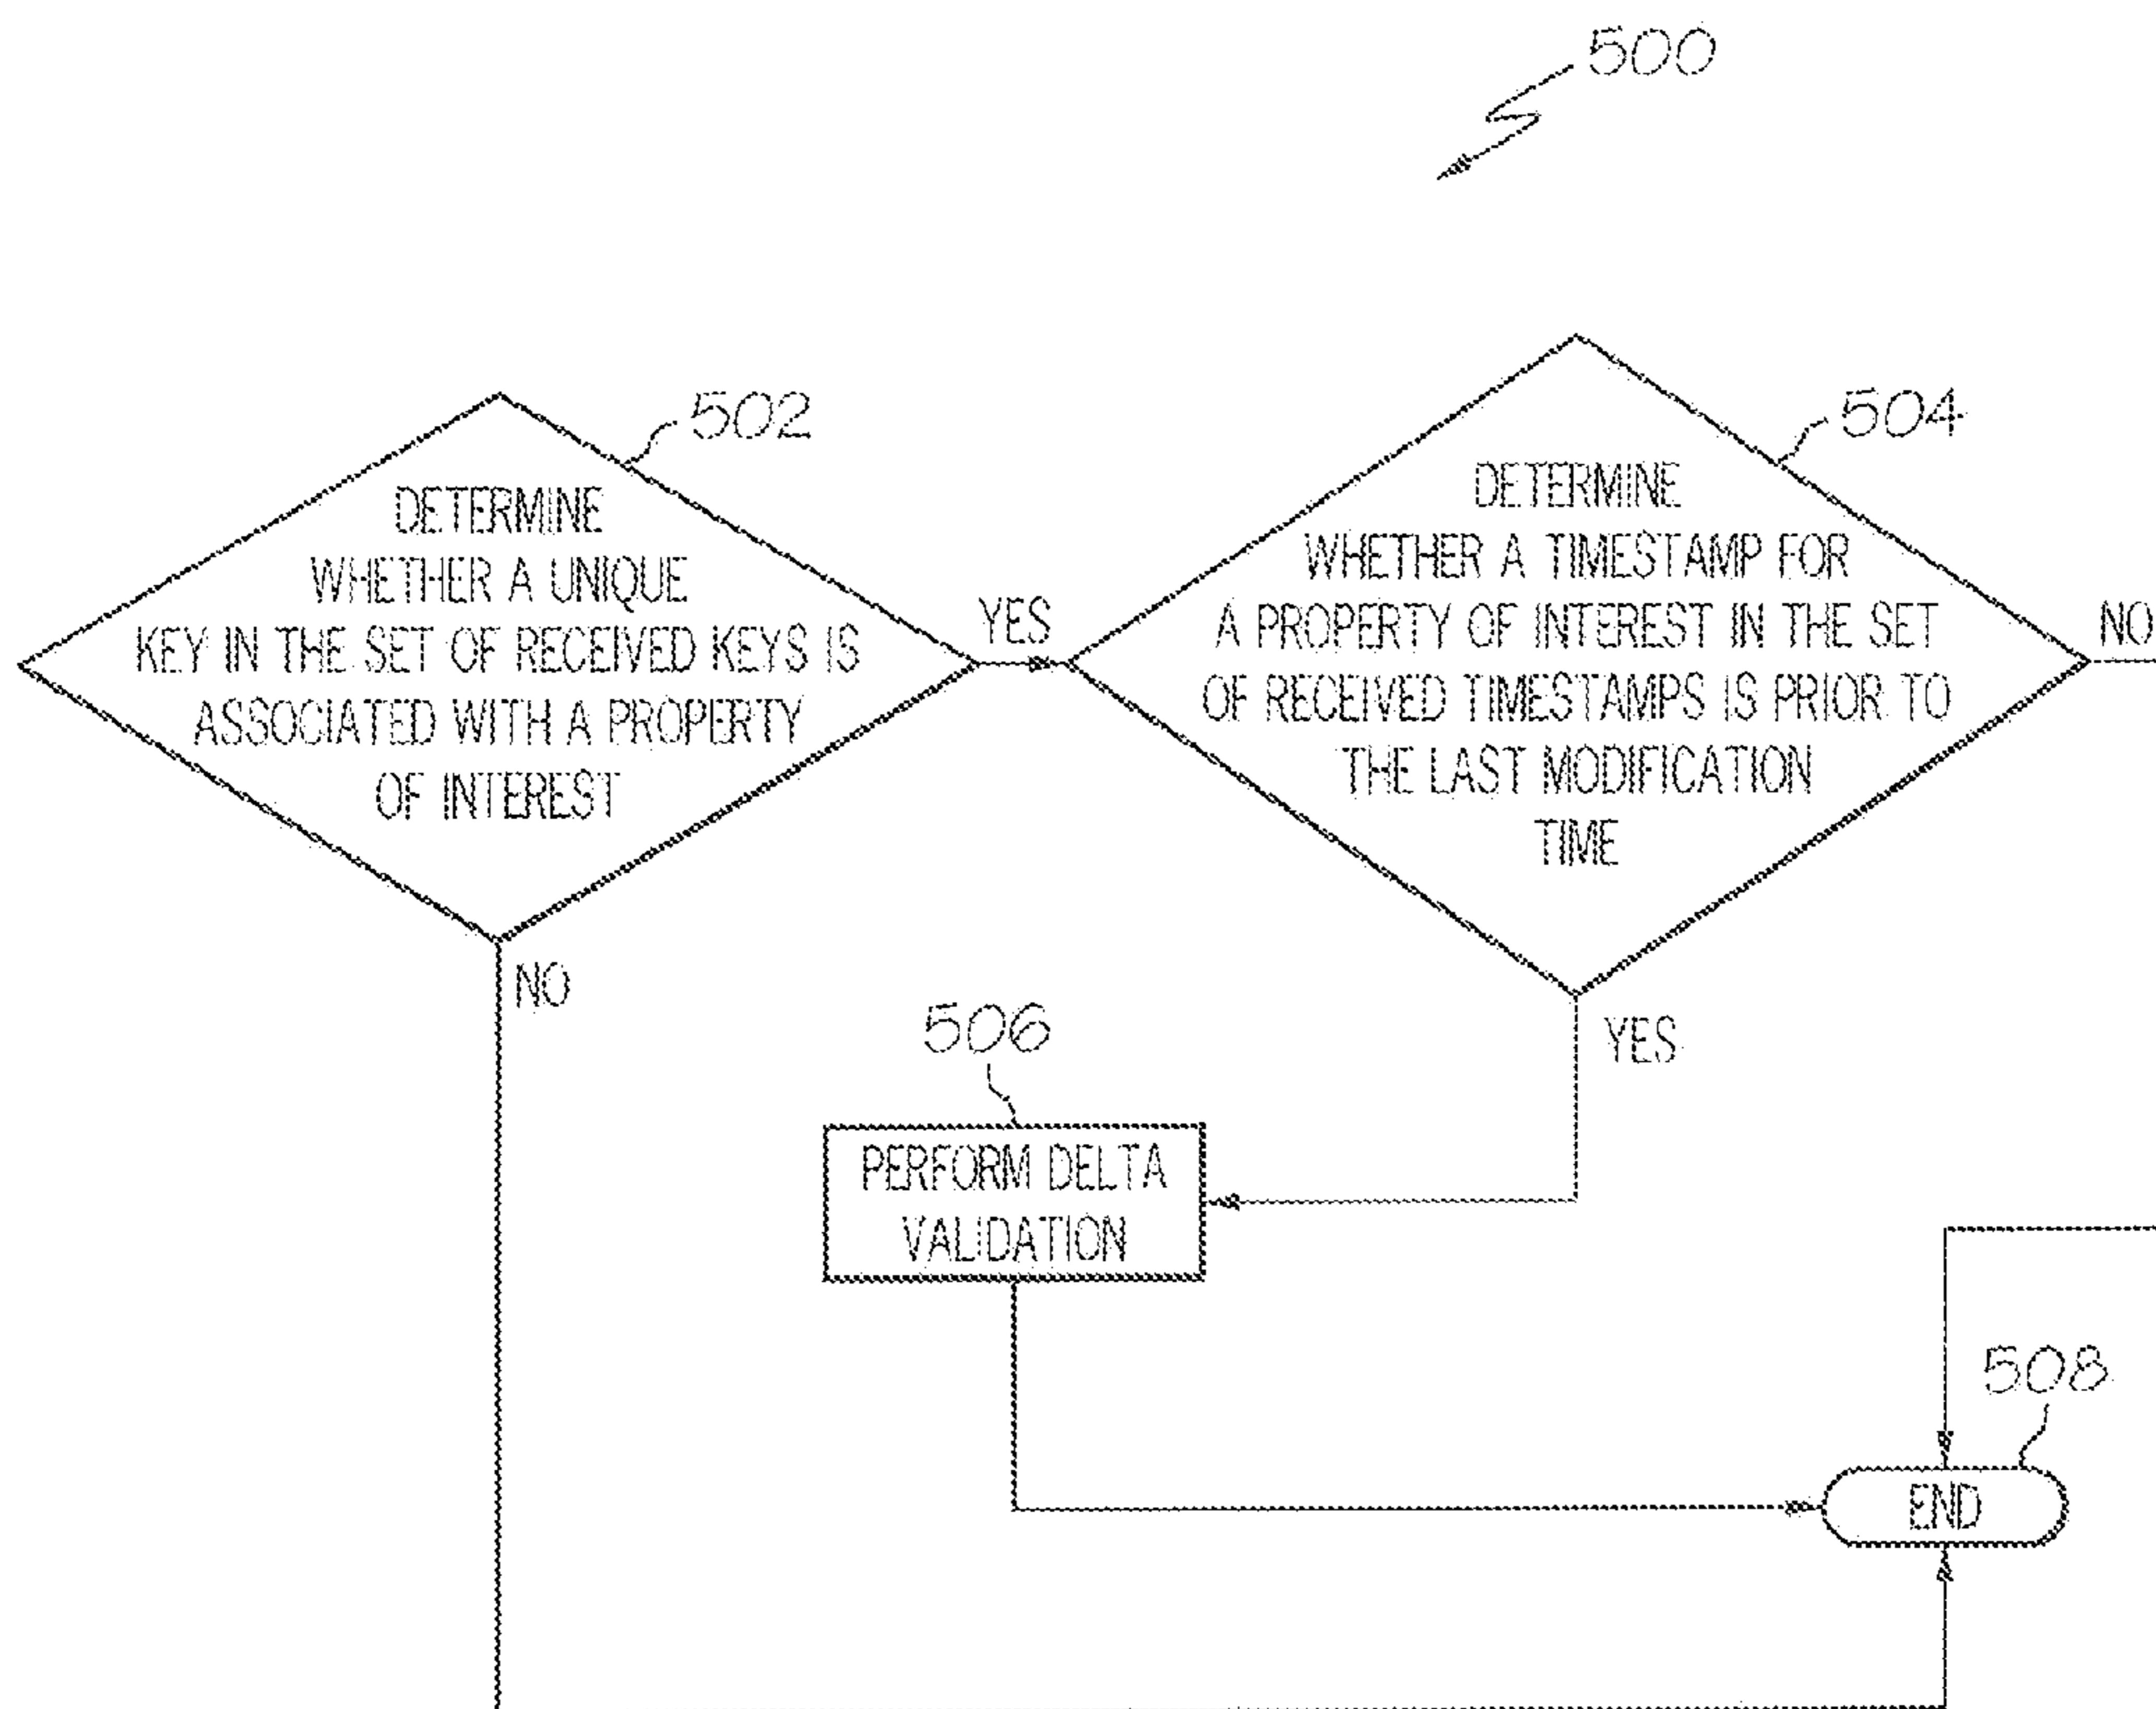 500
502
DETERMINE
WHETHER A UNIQUE
KEY IN THE SET OF RECEIVED KEYS IS
ASSOCIATED WITH A PROPERTY
OF INTEREST
YES
NO
504
DETERMINE
WHETHER A TIMESTAMP FOR
A PROPERTY OF INTEREST IN THE SET
OF RECEIVED TIMESTAMPS IS PRIOR TO
THE LAST MODIFICATION
TIME
NO
YES
506
PERFORM DELTA
VALIDATION
508
END